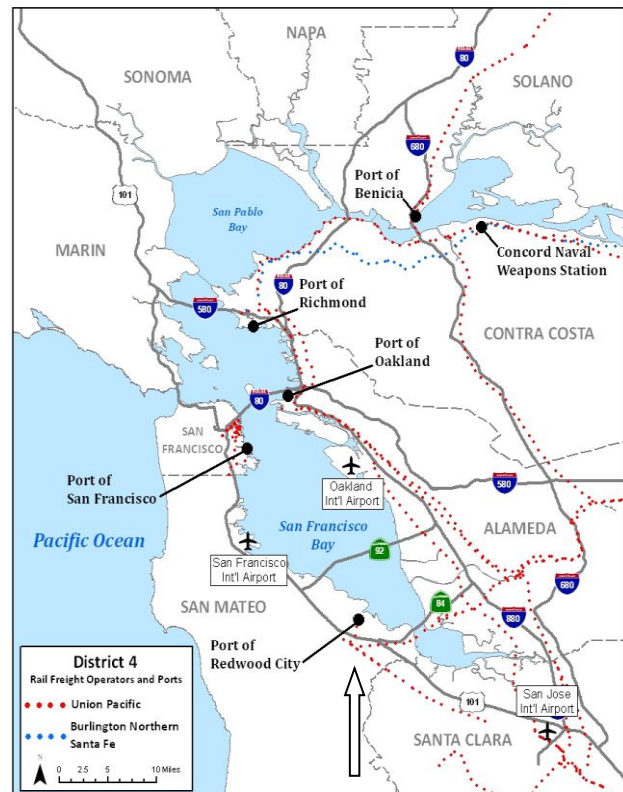 NAPA
80
SONOMA
SOLANO
680
Port of
Benicia
101
San Pablo
Bay
MARIN
Concord Naval
Weapons Station
80
Port of
Richmond
580
CONTRA COSTA
Port of
Oakland
80
SAN
FRANCISCO
Port of
San Francisco
Oakland
Int'l Airport
580
San Francisco
Bay
ALAMEDA
Pacific Ocean
92
San Francisco
Int'l Airport
680
SAN MATEO
84
880
Port of
Redwood City
District 4
Rail Freight Operators and Ports
Union Pacific
Burlington Northern
Santa Fe
N
0 2.5 5 10 Miles
101
San Jose
Int'l Airport
SANTA CLARA